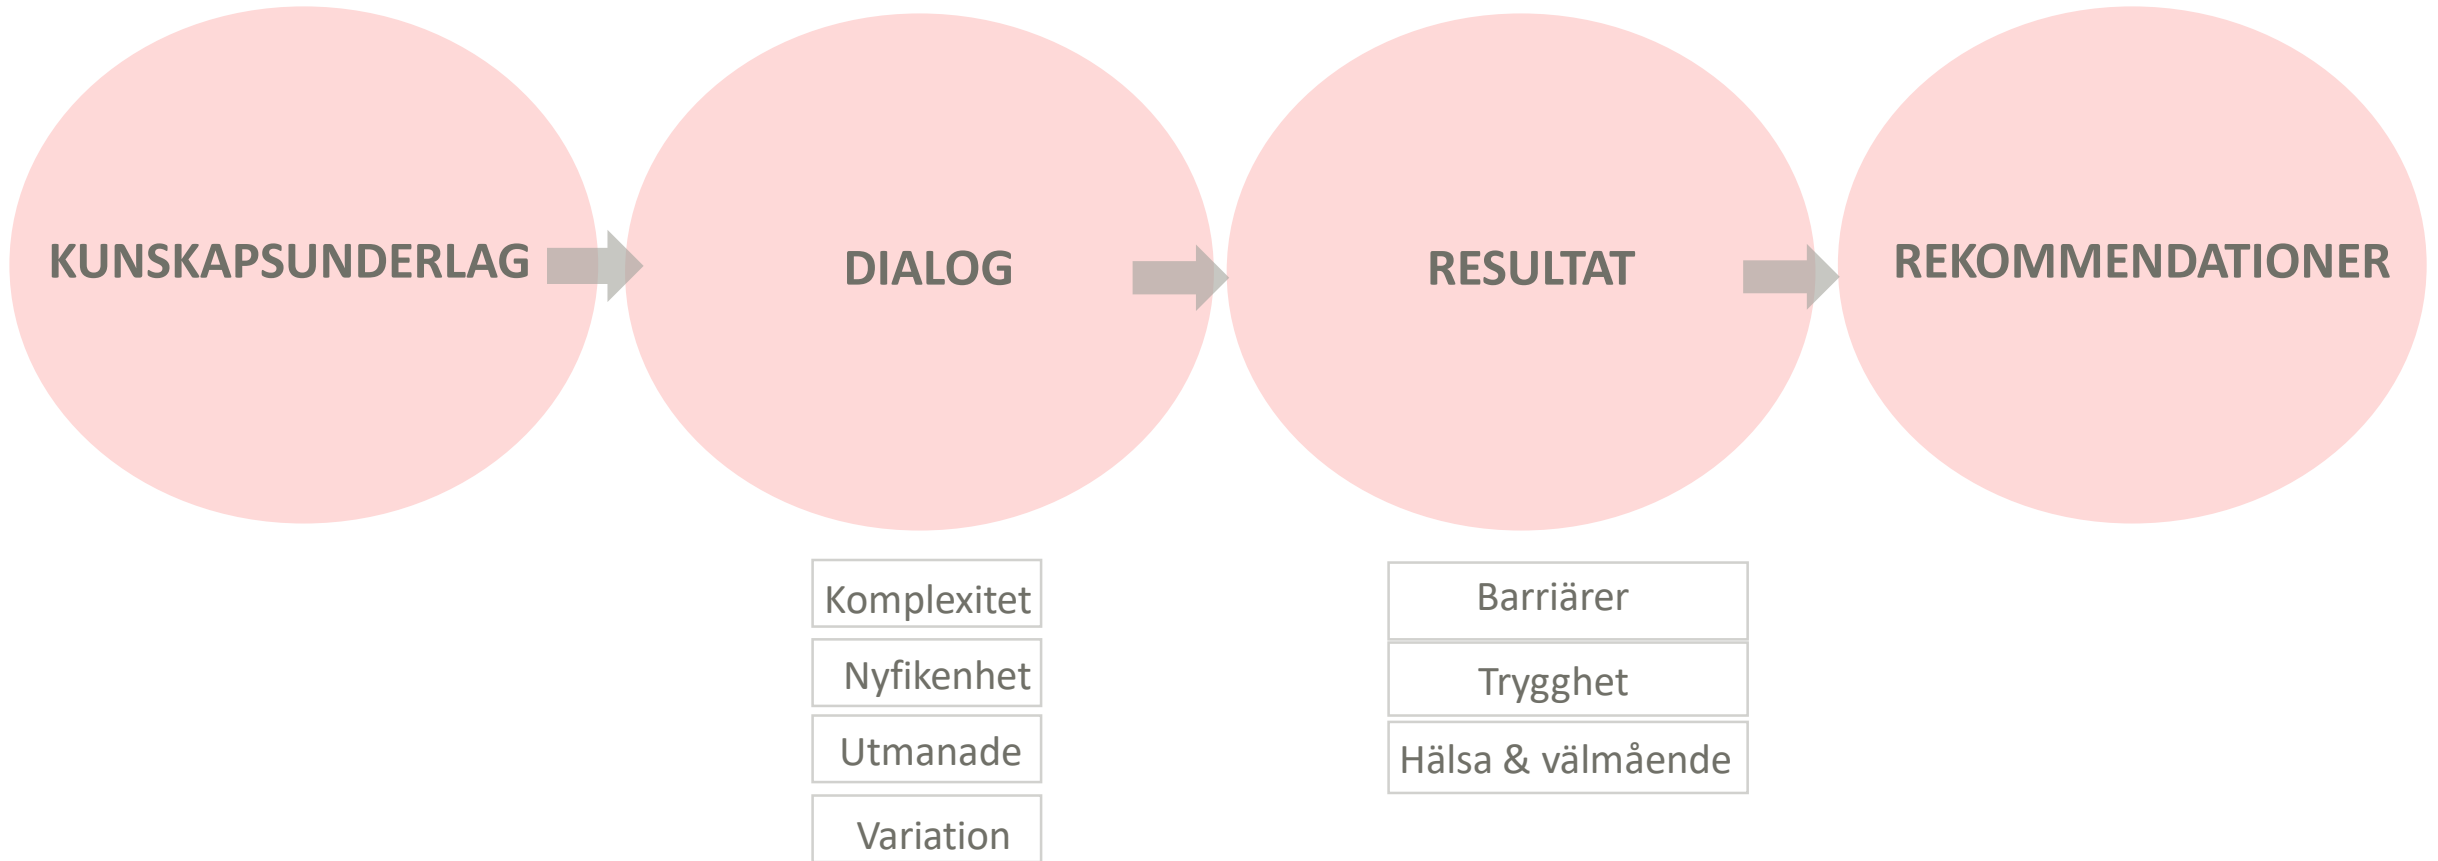 KUNSKAPSUNDERLAG
DIALOG
RESULTAT
REKOMMENDATIONER
Komplexitet
Nyfikenhet
Utmanade
Variation
Barriärer
Trygghet
Hälsa & välmående